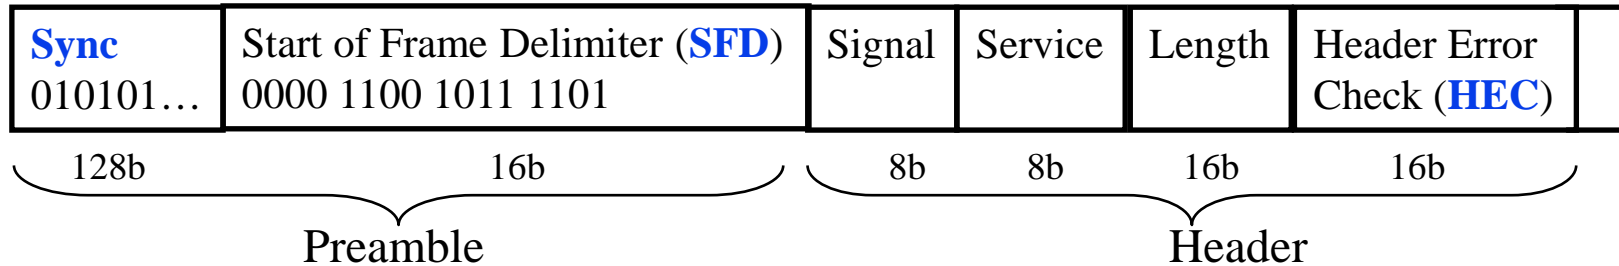 Sync
010101...
Start of Frame Delimiter (SFD)
0000 1100 1011 1101
Signal
Service
Length
Header Error
Check (HEC)
128b
16b
8b
8b
16b
16b
Preamble
Header